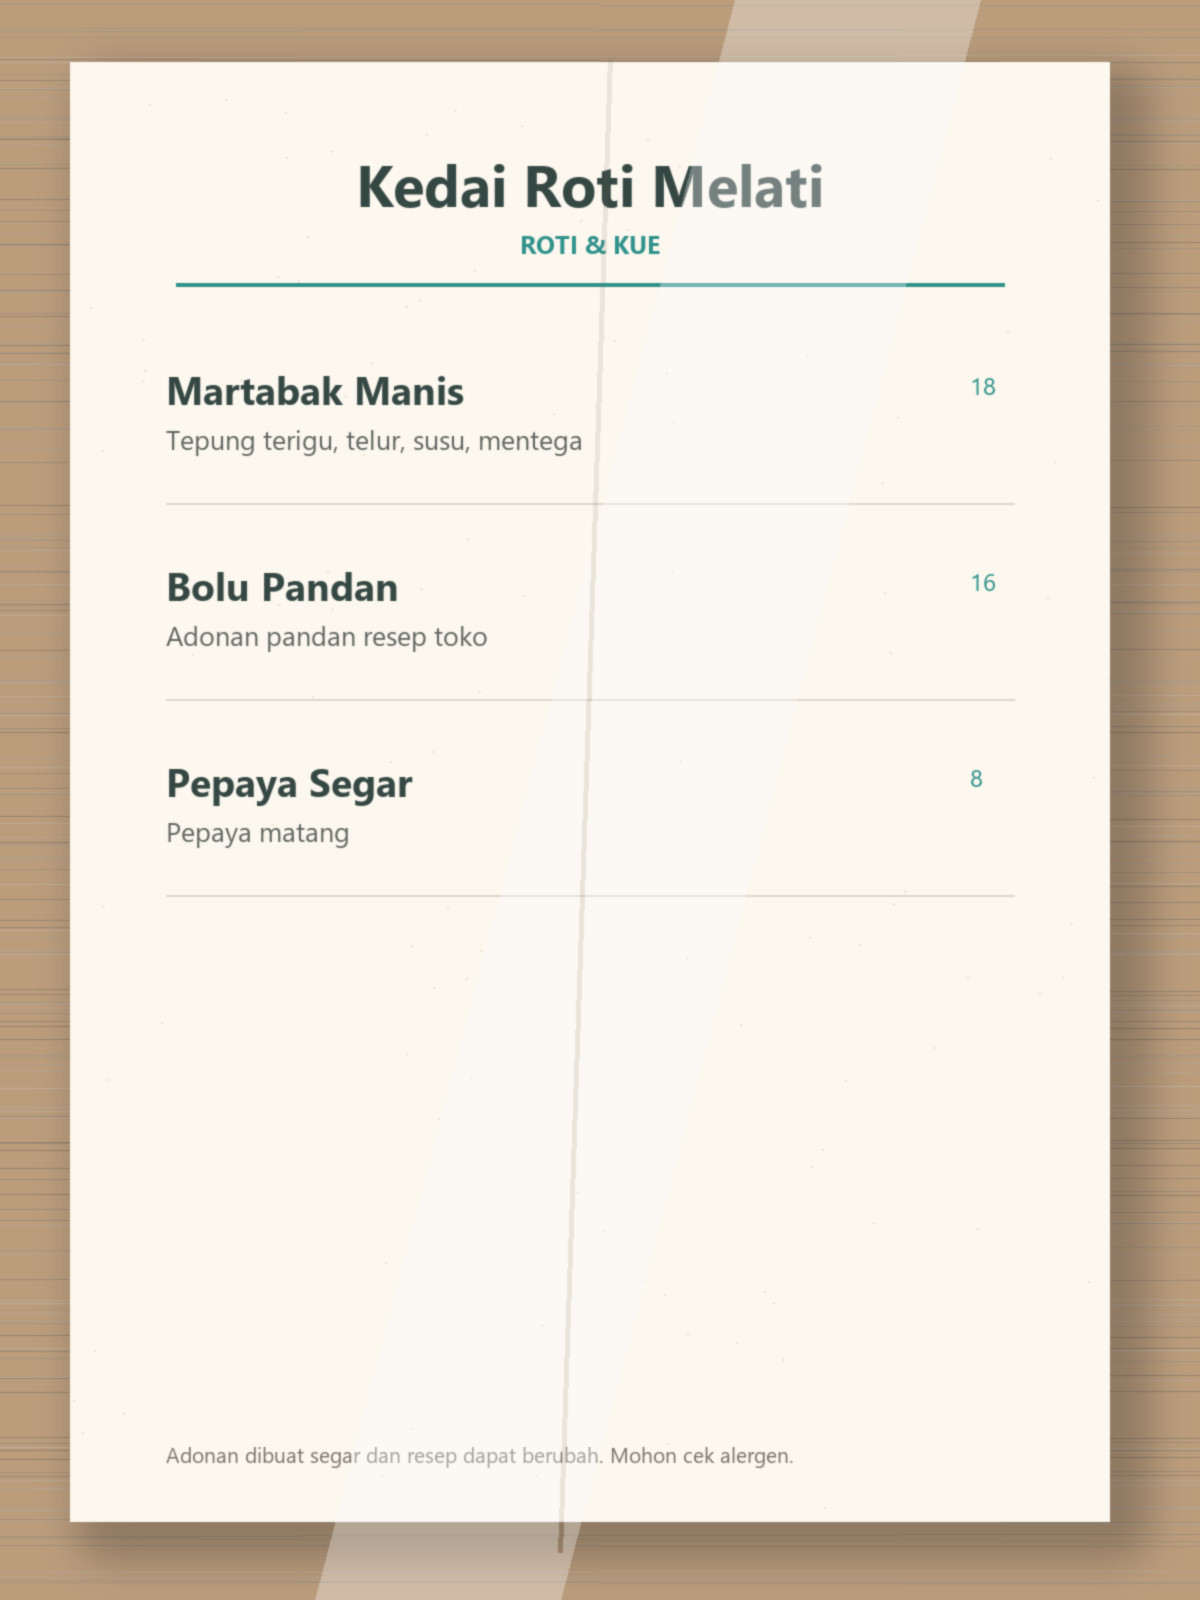 Kedai Roti Melati
ROTI & KUE
Martabak Manis 18
Tepung terigu, telur, susu, mentega
Bolu Pandan 16
Adonan pandan resep toko
Pepaya Segar 8
Pepaya matang
Adonan dibuat segar dan resep dapat berubah. Mohon cek alergen.